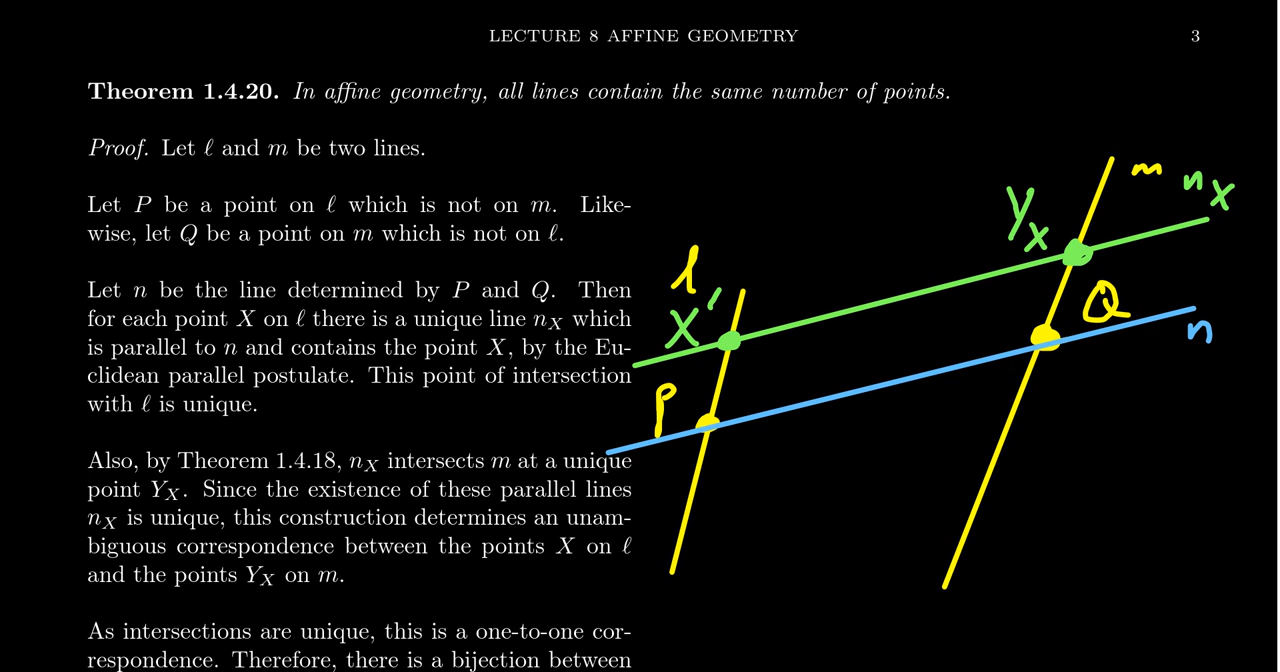 LECTURE 8 AFFINE GEOMETRY 3
Theorem 1.4.20. In affine geometry, all lines contain the same number of points.
Proof. Let ℓ and m be two lines.
Let P be a point on ℓ which is not on m. Like-
wise, let Q be a point on m which is not on ℓ.
Let n be the line determined by P and Q. Then
for each point X on ℓ there is a unique line n_X which
is parallel to n and contains the point X, by the Eu-
clidean parallel postulate. This point of intersection
with ℓ is unique.
Also, by Theorem 1.4.18, n_X intersects m at a unique
point Y_X. Since the existence of these parallel lines
n_X is unique, this construction determines an unam-
biguous correspondence between the points X on ℓ
and the points Y_X on m.
As intersections are unique, this is a one-to-one cor-
respondence. Therefore, there is a bijection between
m
n_X
Y_X
l
X'
Q
n
P